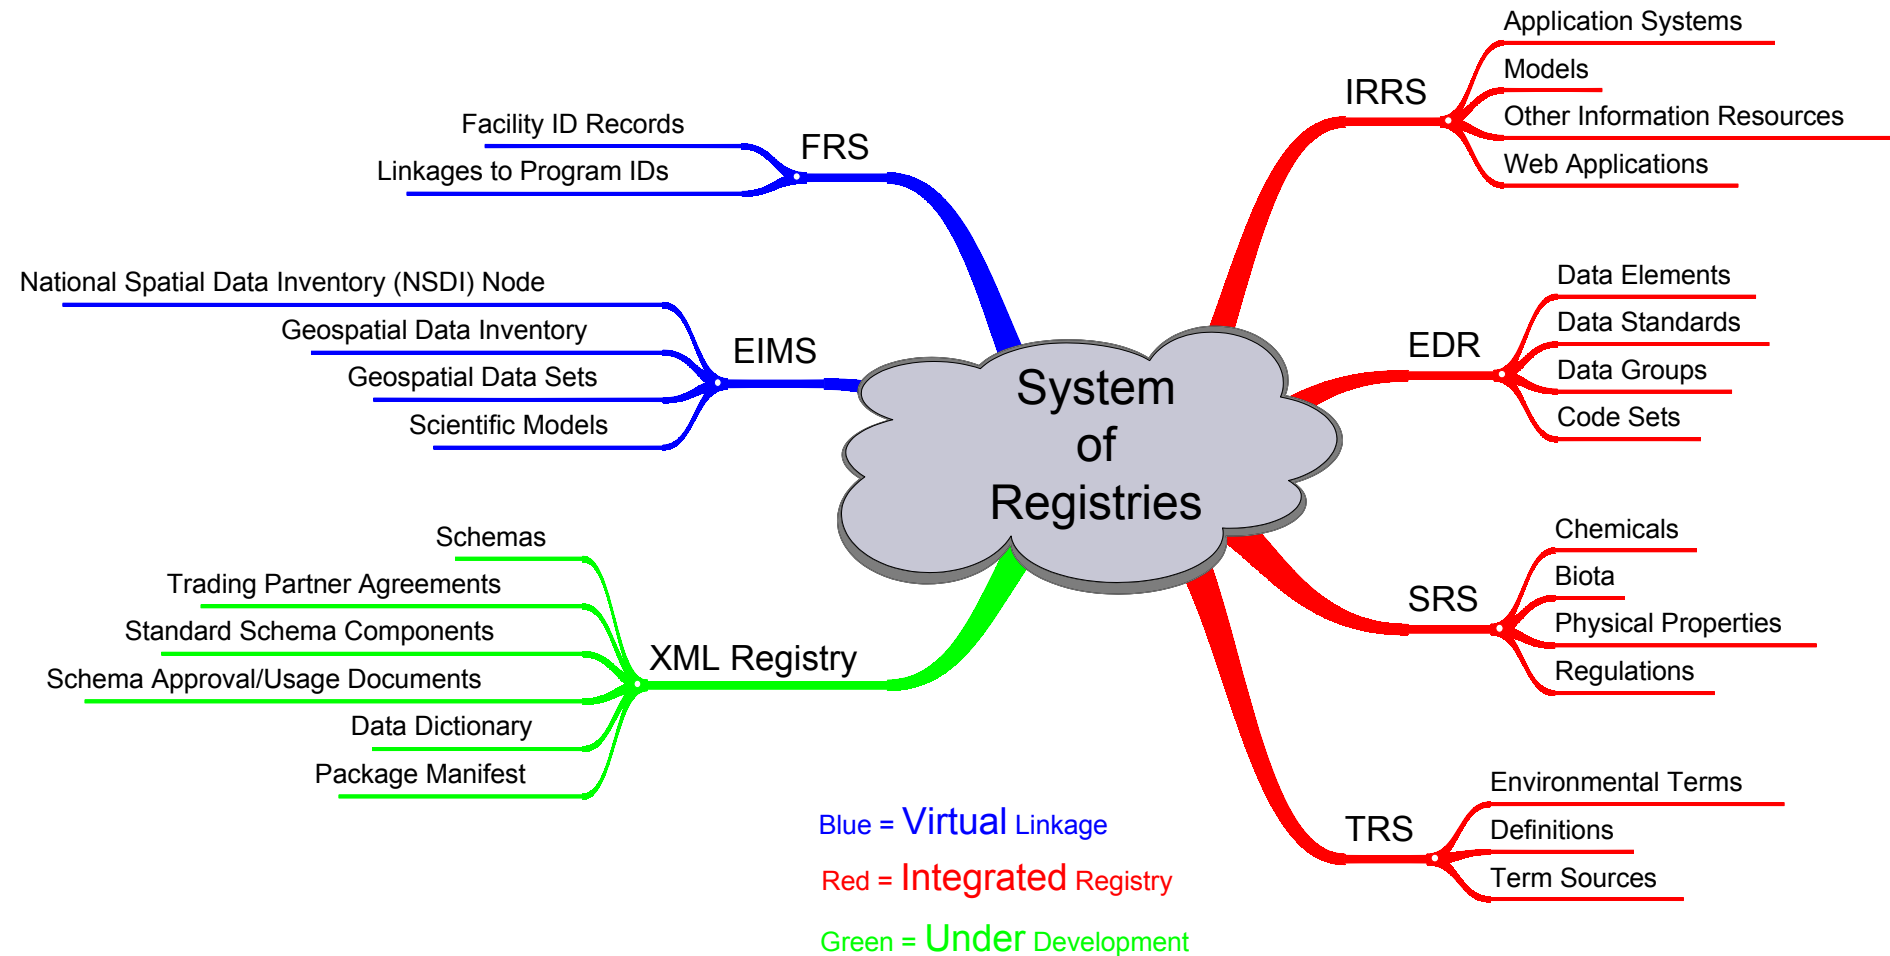 FRS
Facility ID Records
Linkages to Program IDs
EIMS
National Spatial Data Inventory (NSDI) Node
Geospatial Data Inventory
Geospatial Data Sets
Scientific Models
XML Registry
Schemas
Trading Partner Agreements
Standard Schema Components
Schema Approval/Usage Documents
Data Dictionary
Package Manifest
System
of
Registries
IRRS
Application Systems
Models
Other Information Resources
Web Applications
EDR
Data Elements
Data Standards
Data Groups
Code Sets
SRS
Chemicals
Biota
Physical Properties
Regulations
TRS
Environmental Terms
Definitions
Term Sources
Blue = Virtual Linkage
Red = Integrated Registry
Green = Under Development